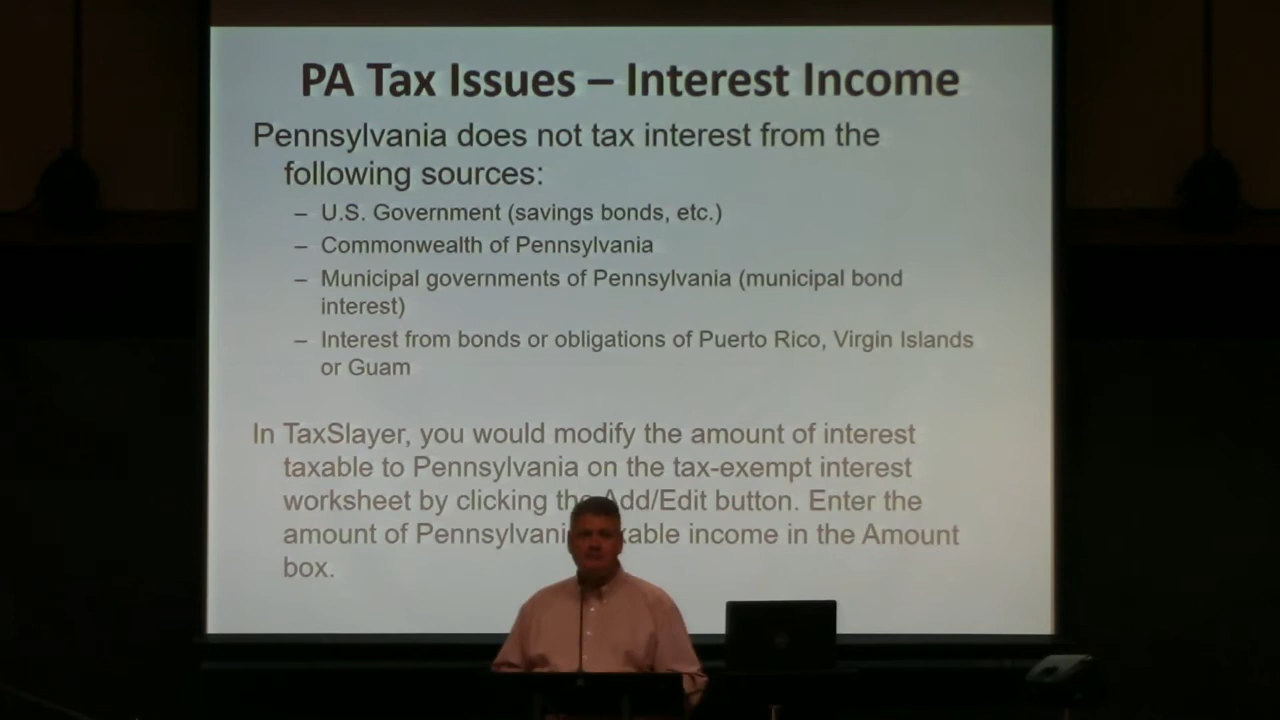 PA Tax Issues – Interest Income
Pennsylvania does not tax interest from the
following sources:
– U.S. Government (savings bonds, etc.)
– Commonwealth of Pennsylvania
– Municipal governments of Pennsylvania (municipal bond
interest)
– Interest from bonds or obligations of Puerto Rico, Virgin Islands
or Guam
In TaxSlayer, you would modify the amount of interest
taxable to Pennsylvania on the tax-exempt interest
worksheet by clicking the Add/Edit button. Enter the
amount of Pennsylvani xable income in the Amount
box.